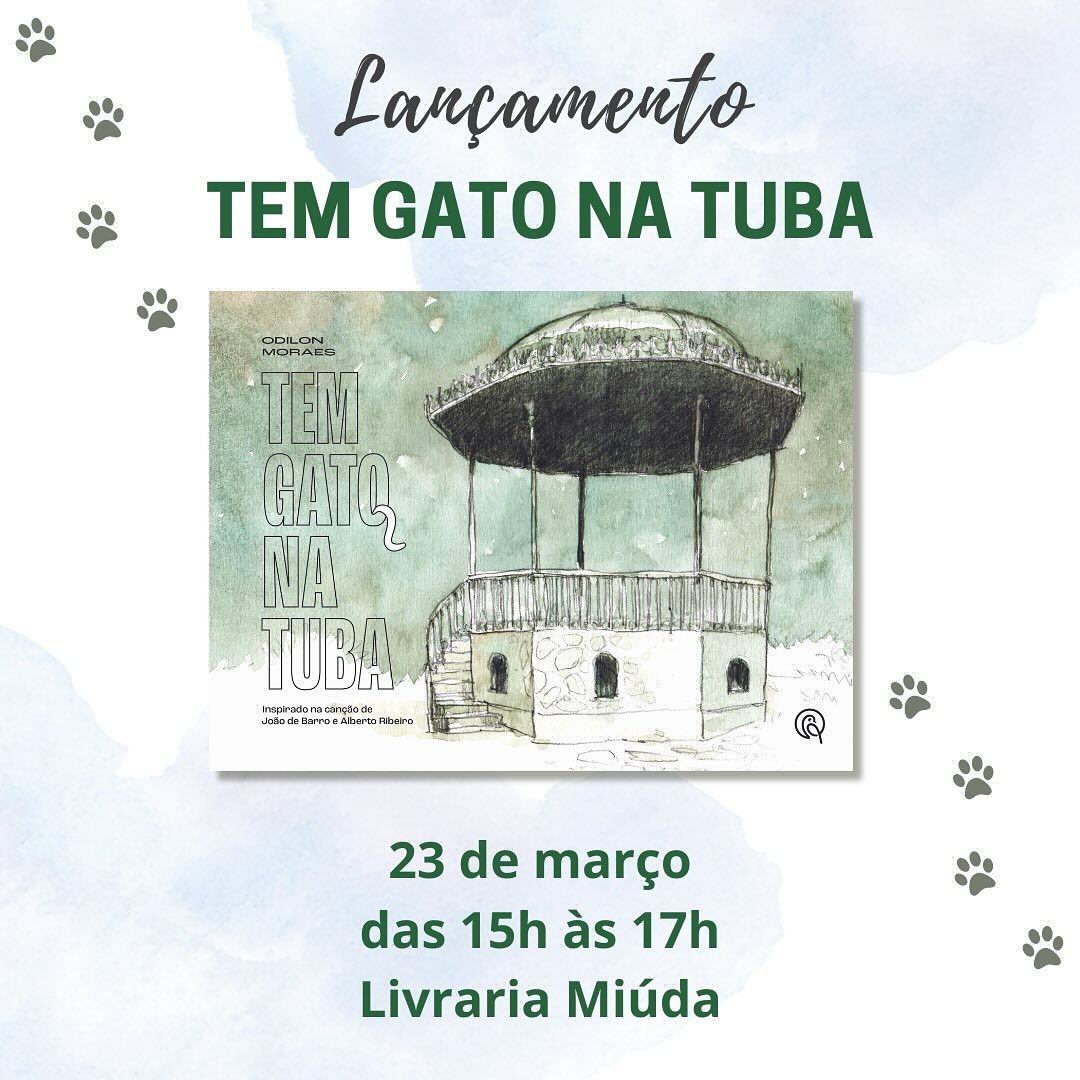 Lançamento
TEM GATO NA TUBA
ODILON
MORAES
TEM
GATO
NA
TUBA
Inspirado na canção de
João de Barro e Alberto Ribeiro
23 de março
das 15h às 17h
Livraria Miúda